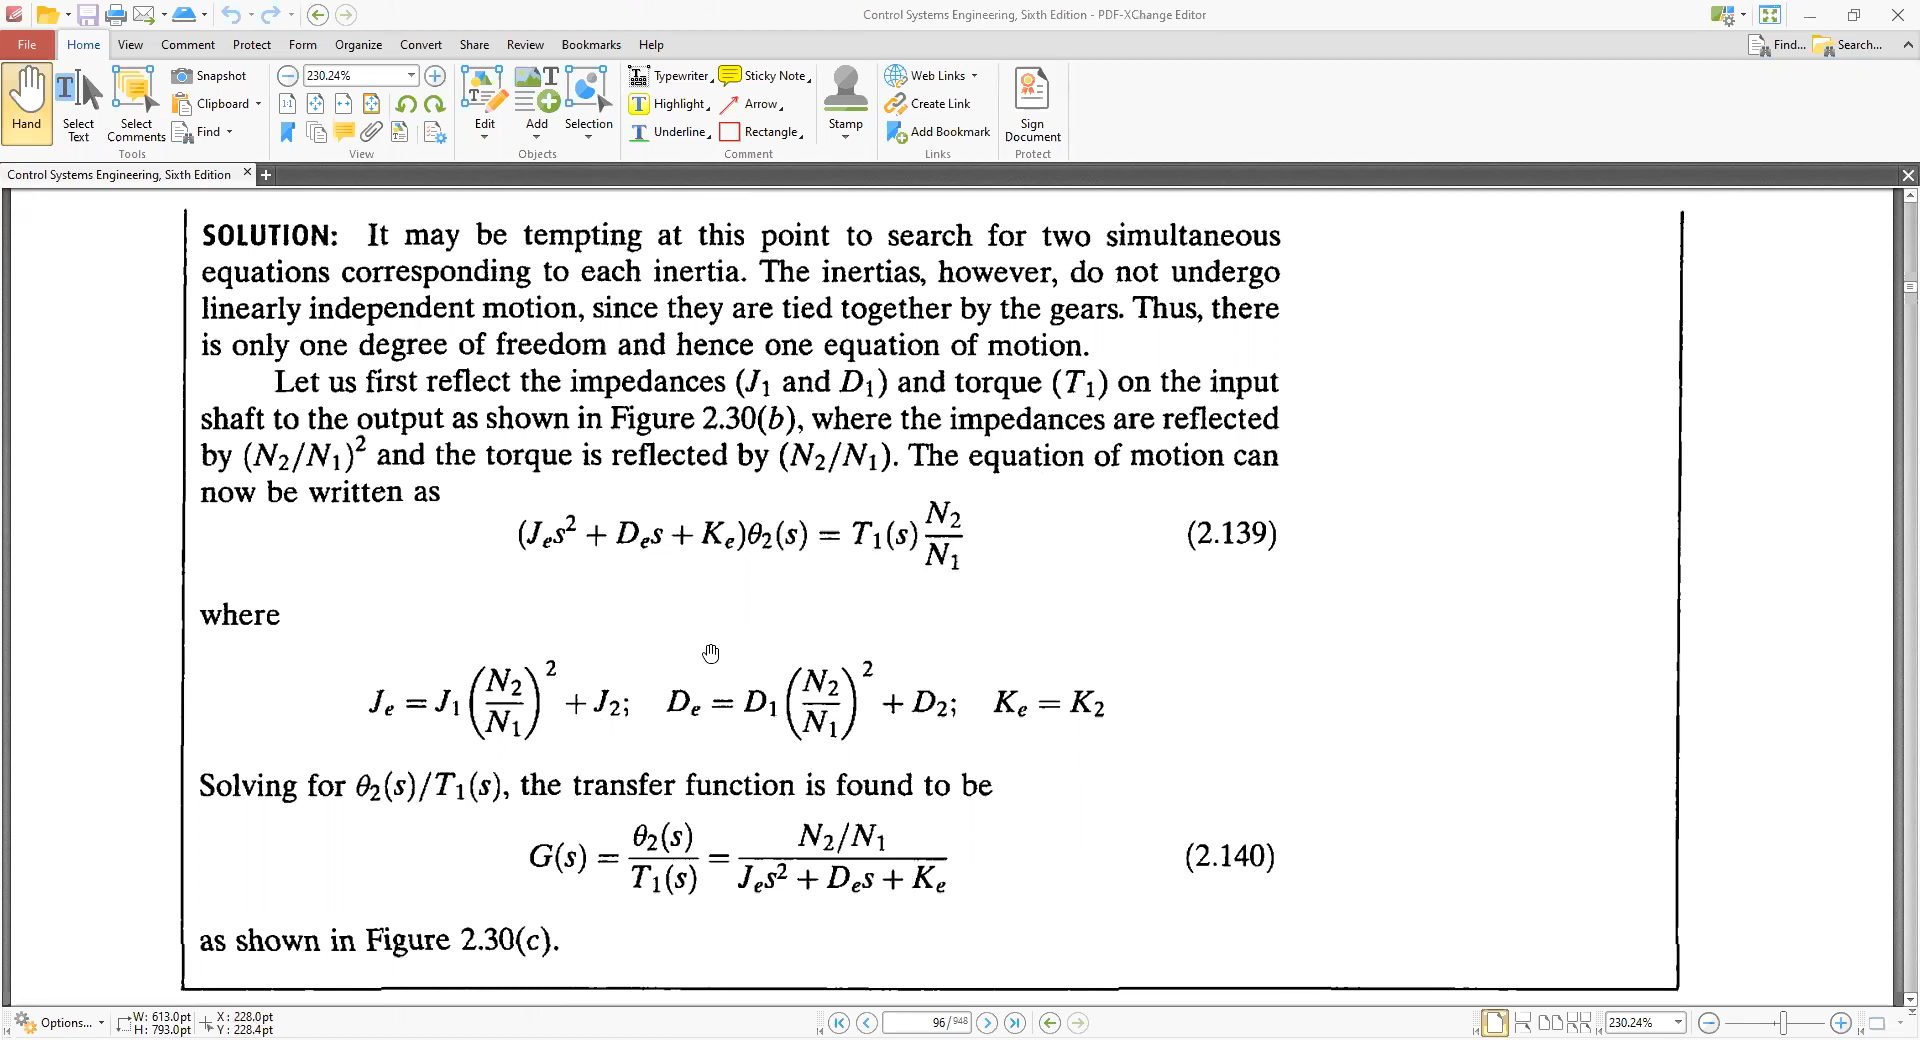 Control Systems Engineering, Sixth Edition - PDF-XChange Editor
File Home View Comment Protect Form Organize Convert Share Review Bookmarks Help Find... Search...
Hand
Select Text
Select Comments
Snapshot
Clipboard
Find
Tools
230.24%
1:1
View
Edit
Add
Selection
Objects
Typewriter
Highlight
Underline
Sticky Note
Arrow
Rectangle
Comment
Stamp
Web Links
Create Link
Add Bookmark
Links
Sign Document
Protect
Control Systems Engineering, Sixth Edition
SOLUTION: It may be tempting at this point to search for two simultaneous
equations corresponding to each inertia. The inertias, however, do not undergo
linearly independent motion, since they are tied together by the gears. Thus, there
is only one degree of freedom and hence one equation of motion.
Let us first reflect the impedances (J₁ and D₁) and torque (T₁) on the input
shaft to the output as shown in Figure 2.30(b), where the impedances are reflected
by (N₂/N₁)² and the torque is reflected by (N₂/N₁). The equation of motion can
now be written as
(Jₑs² + Dₑs + Kₑ)θ₂(s) = T₁(s) N₂/N₁ (2.139)
where
Jₑ = J₁(N₂/N₁)² + J₂; Dₑ = D₁(N₂/N₁)² + D₂; Kₑ = K₂
Solving for θ₂(s)/T₁(s), the transfer function is found to be
G(s) = θ₂(s)/T₁(s) = (N₂/N₁)/(Jₑs² + Dₑs + Kₑ) (2.140)
as shown in Figure 2.30(c).
Options...
W: 613.0pt
H: 793.0pt
X: 228.0pt
Y: 228.4pt
96/948
230.24%